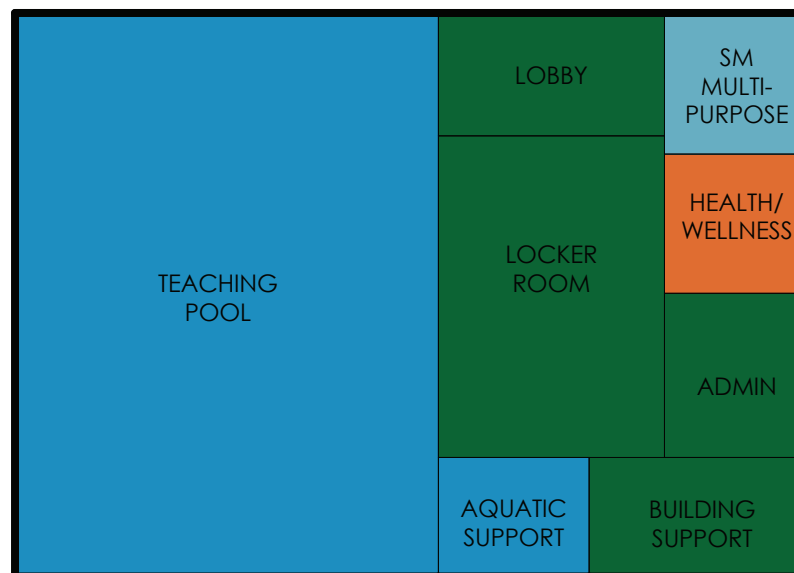 TEACHING
POOL
LOBBY
LOCKER
ROOM
SM
MULTI-
PURPOSE
HEALTH/
WELLNESS
ADMIN
AQUATIC
SUPPORT
BUILDING
SUPPORT